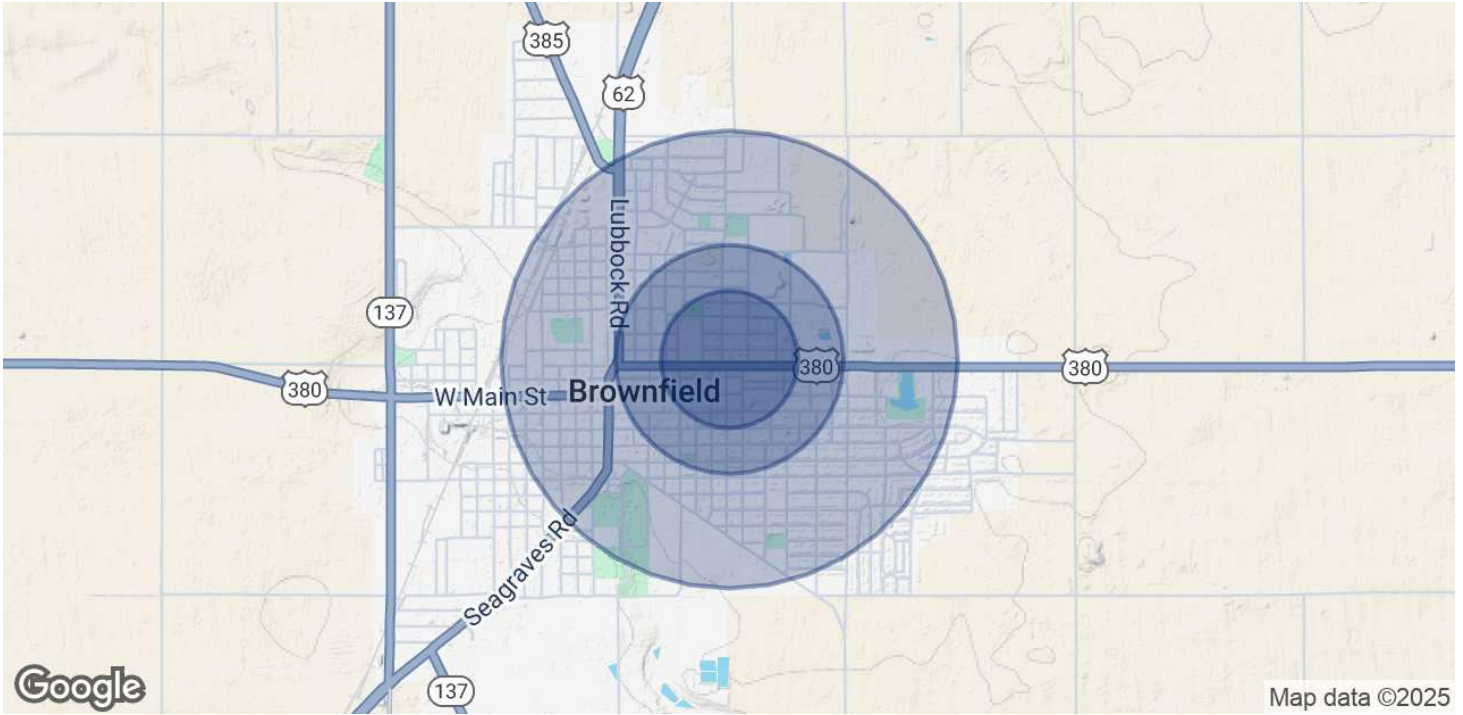 385
62
Lubbock Rd
137
380
380
380
W Main St
Brownfield
Seagraves Rd
137
Google
Map data ©2025